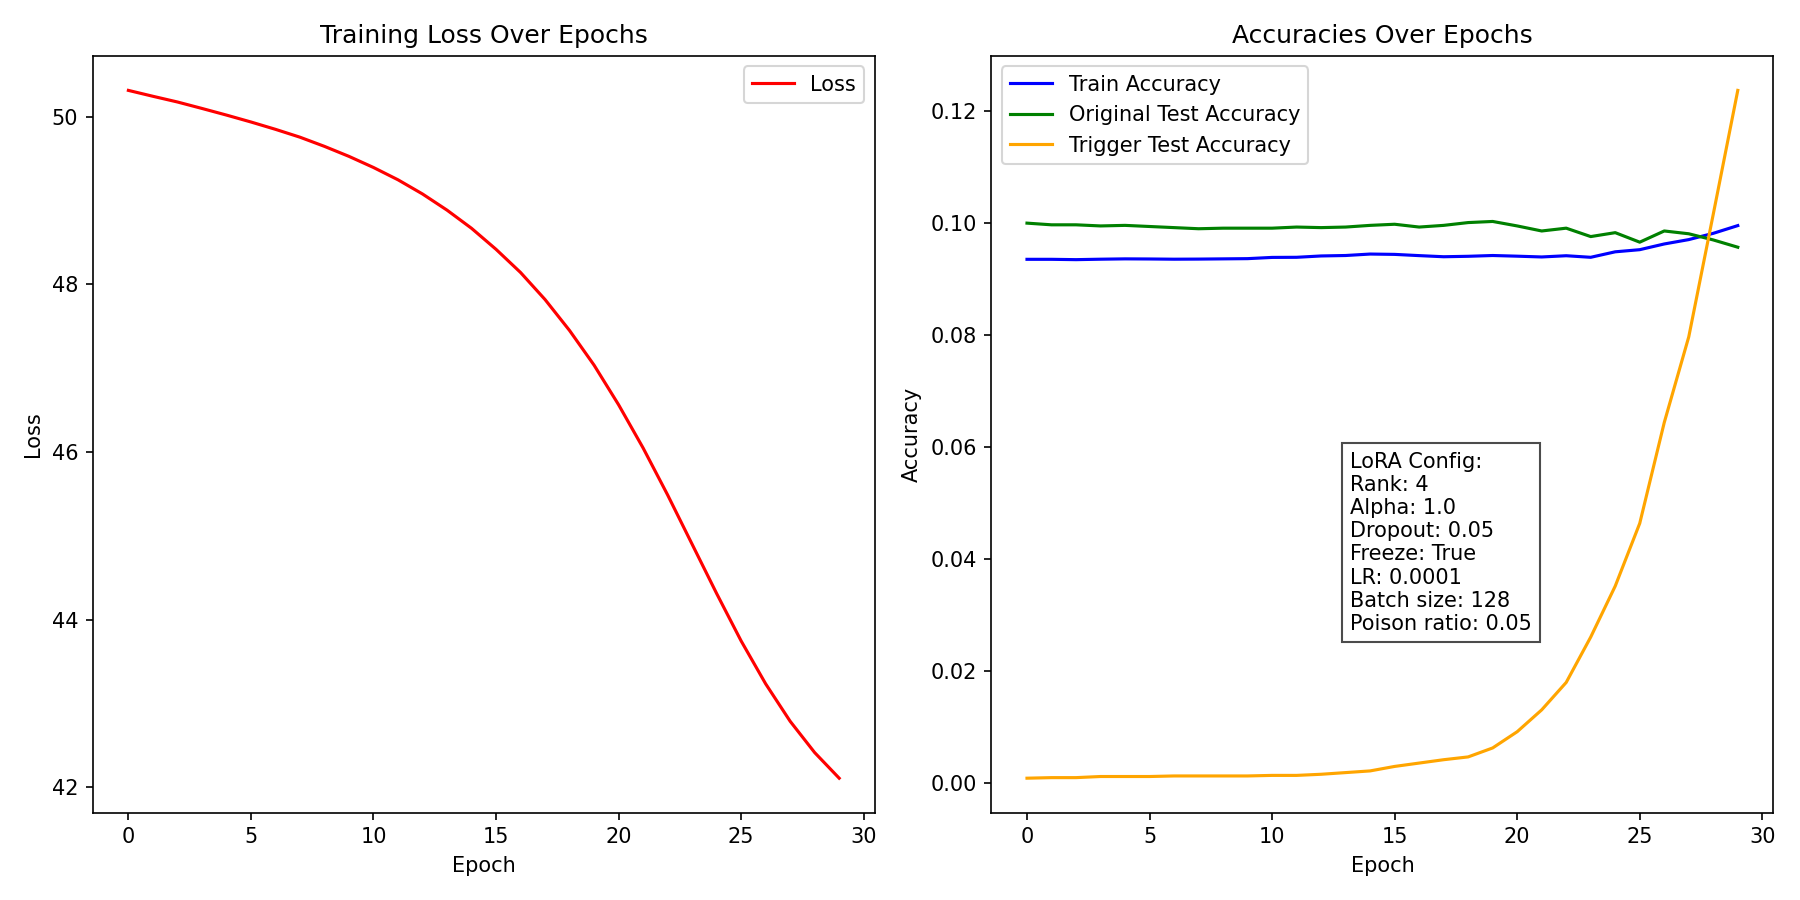 Training Loss Over Epochs
Loss
50
48
46
44
42
Loss
0 5 10 15 20 25 30
Epoch
Accuracies Over Epochs
Train Accuracy
Original Test Accuracy
Trigger Test Accuracy
0.12
0.10
0.08
0.06
0.04
0.02
0.00
Accuracy
LoRA Config:
Rank: 4
Alpha: 1.0
Dropout: 0.05
Freeze: True
LR: 0.0001
Batch size: 128
Poison ratio: 0.05
0 5 10 15 20 25 30
Epoch